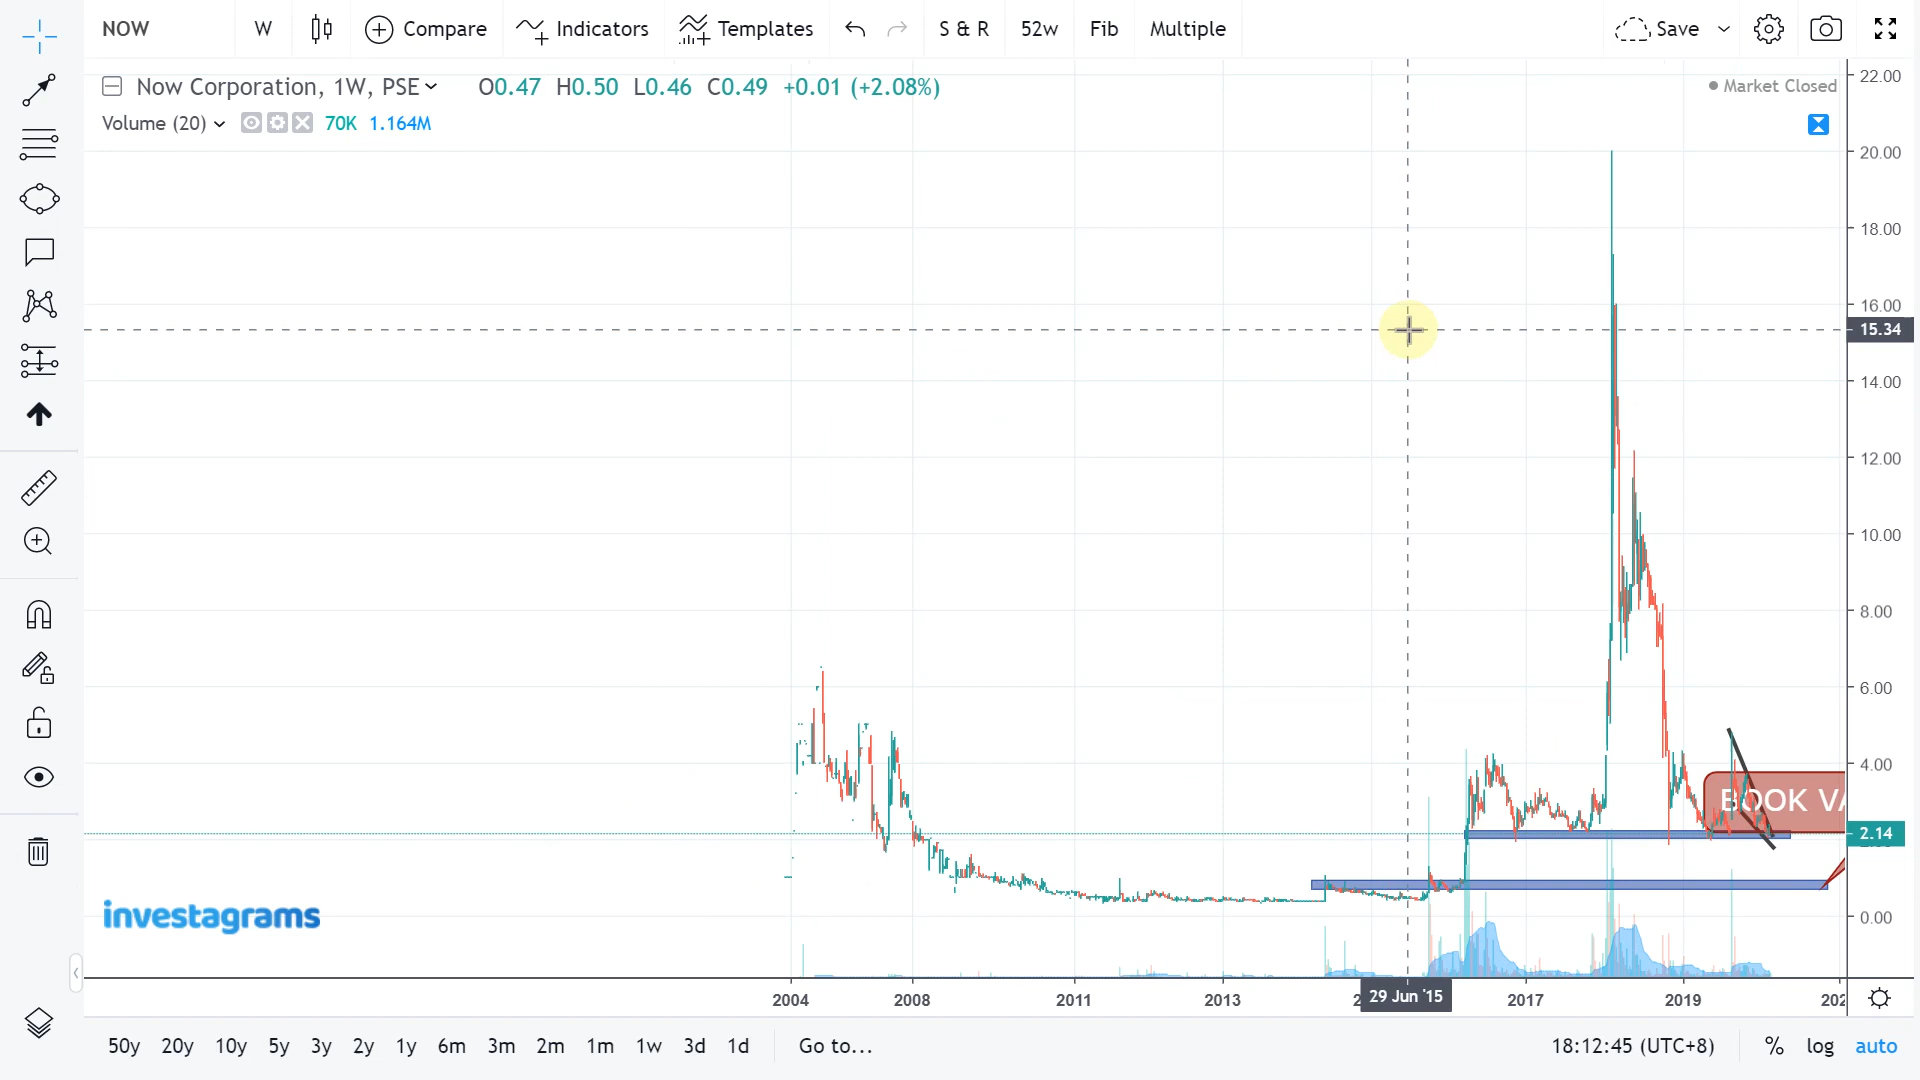 NOW W Compare Indicators Templates S & R 52w Fib Multiple Save
Now Corporation, 1W, PSE O0.47 H0.50 L0.46 C0.49 +0.01 (+2.08%)
Market Closed
Volume (20) 70K 1.164M
22.00
20.00
18.00
16.00
15.34
14.00
12.00
10.00
8.00
6.00
4.00
BOOK VA
2.14
0.00
investagrams
2004 2008 2011 2013 29 Jun '15 2017 2019 202
50y 20y 10y 5y 3y 2y 1y 6m 3m 2m 1m 1w 3d 1d Go to... 18:12:45 (UTC+8) % log auto